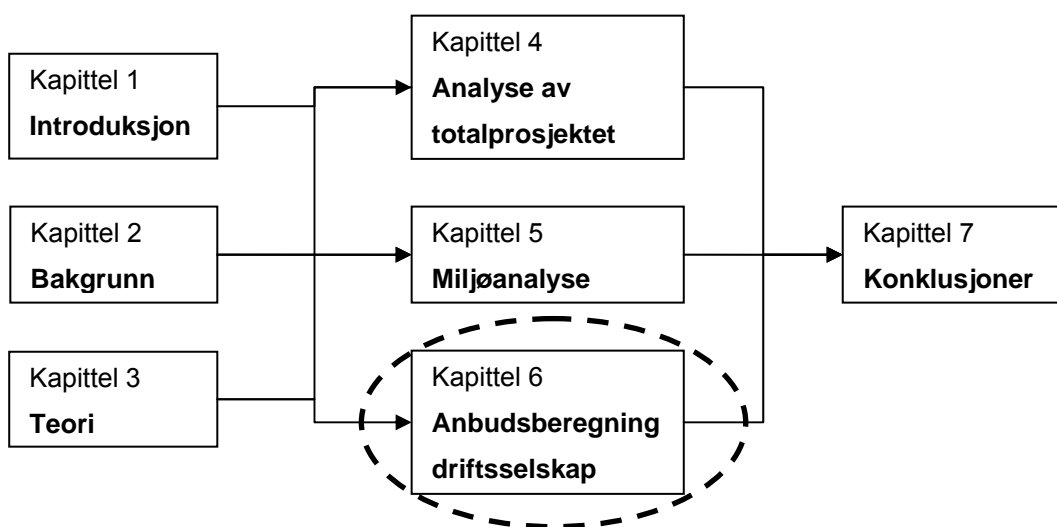 Kapittel 1
Introduksjon
Kapittel 2
Bakgrunn
Kapittel 3
Teori
Kapittel 4
Analyse av
totalprosjektet
Kapittel 5
Miljøanalyse
Kapittel 6
Anbudsberegning
driftsselskap
Kapittel 7
Konklusjoner